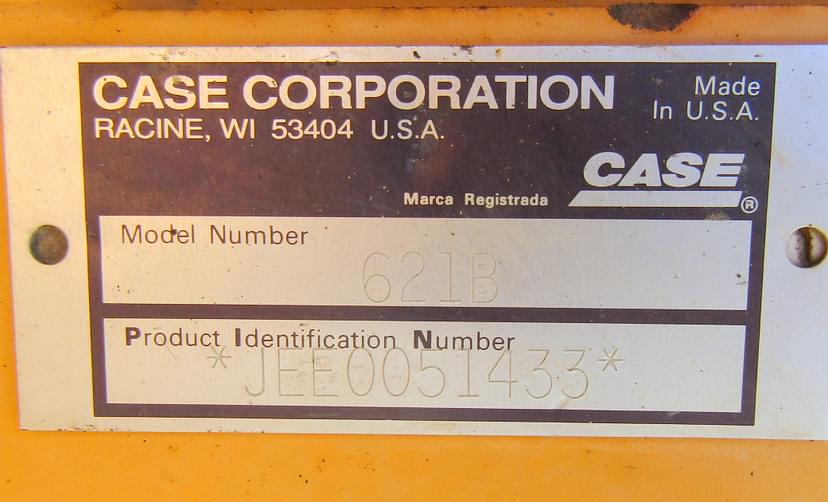 CASE CORPORATION
Made
In U.S.A.
RACINE, WI 53404 U.S.A.
CASE
Marca Registrada
®
Model Number
621B
Product Identification Number
*JEE0051433*